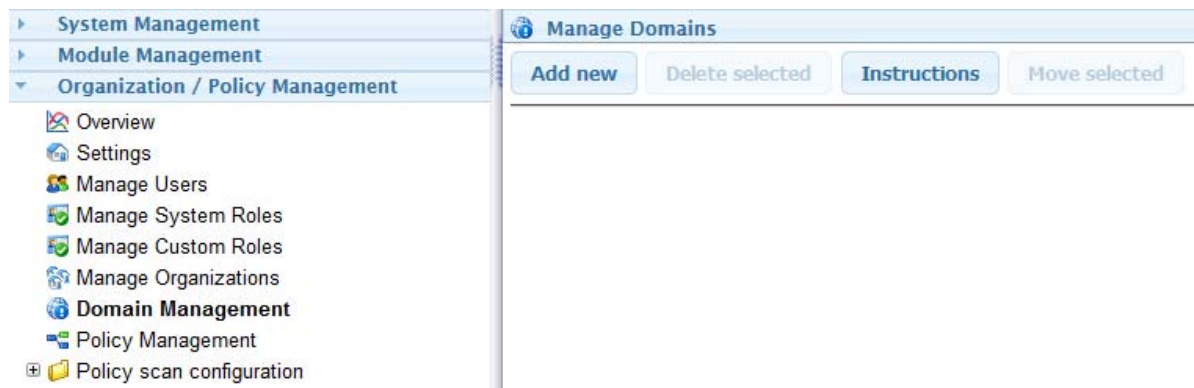 System Management
Module Management
Organization / Policy Management
Overview
Settings
Manage Users
Manage System Roles
Manage Custom Roles
Manage Organizations
Domain Management
Policy Management
Policy scan configuration
Manage Domains
Add new Delete selected Instructions Move selected